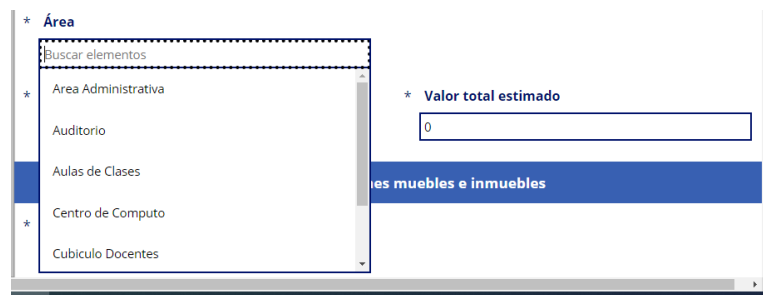 * Área
Buscar elementos
Area Administrativa
* * Valor total estimado
Auditorio
0
Aulas de Clases
muebles e inmuebles
Centro de Computo
*
Cubiculo Docentes